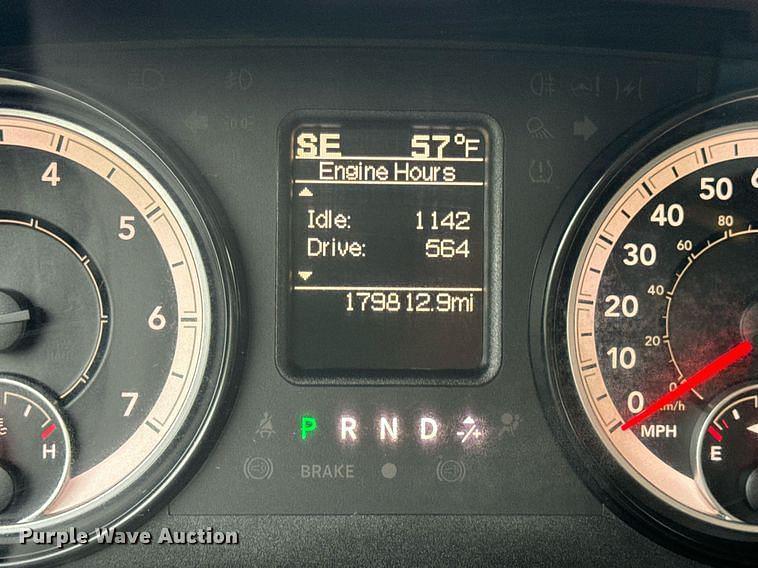 SE 57°F
Engine Hours
Idle: 1142
Drive: 564
179812.9mi
4
5
6
7
H
50
40
30
20
10
0
MPH
80
60
40
20
0
km/h
E
P R N D
BRAKE
Purple Wave Auction